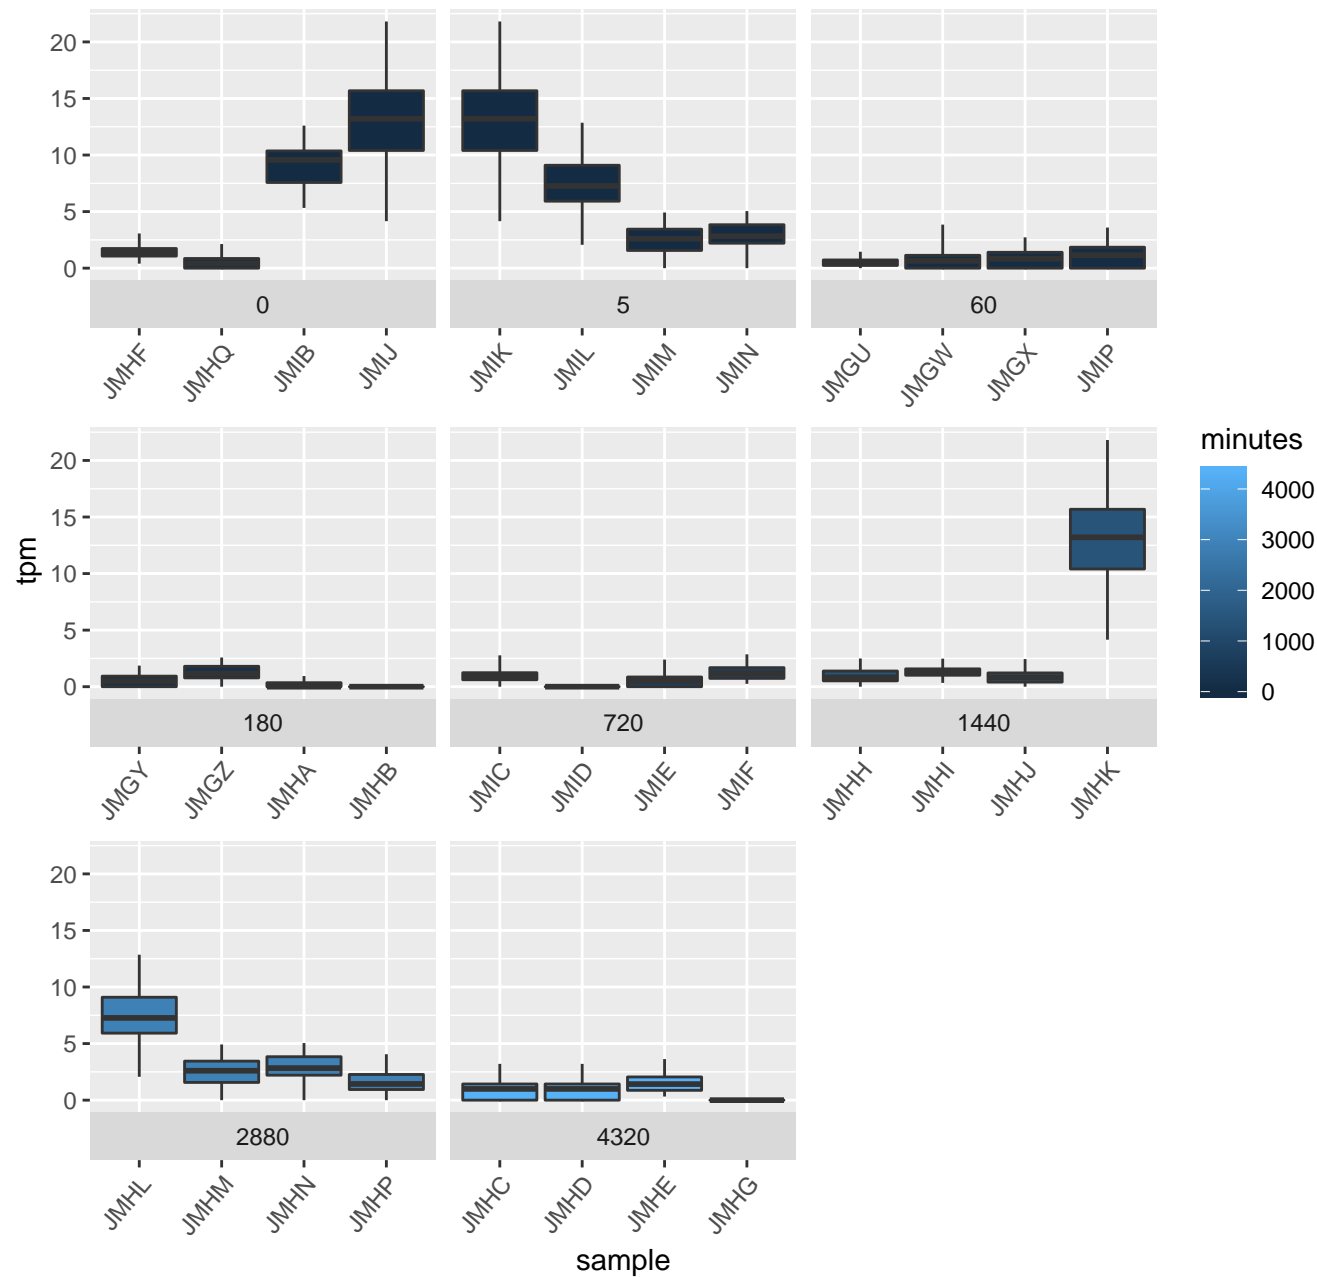 20
15
10
5
0
0
5
60
JMHF
JMHQ
JMIB
JMIJ
JMIK
JMIL
JMIM
JMIN
JMGU
JMGW
JMGX
JMIP
tpm
20
15
10
5
0
180
720
1440
JMGY
JMGZ
JMHA
JMHB
JMIC
JMID
JMIE
JMIF
JMHH
JMHI
JMHJ
JMHK
minutes
4000
3000
2000
1000
0
20
15
10
5
0
2880
4320
JMHL
JMHM
JMHN
JMHP
JMHC
JMHD
JMHE
JMHG
sample